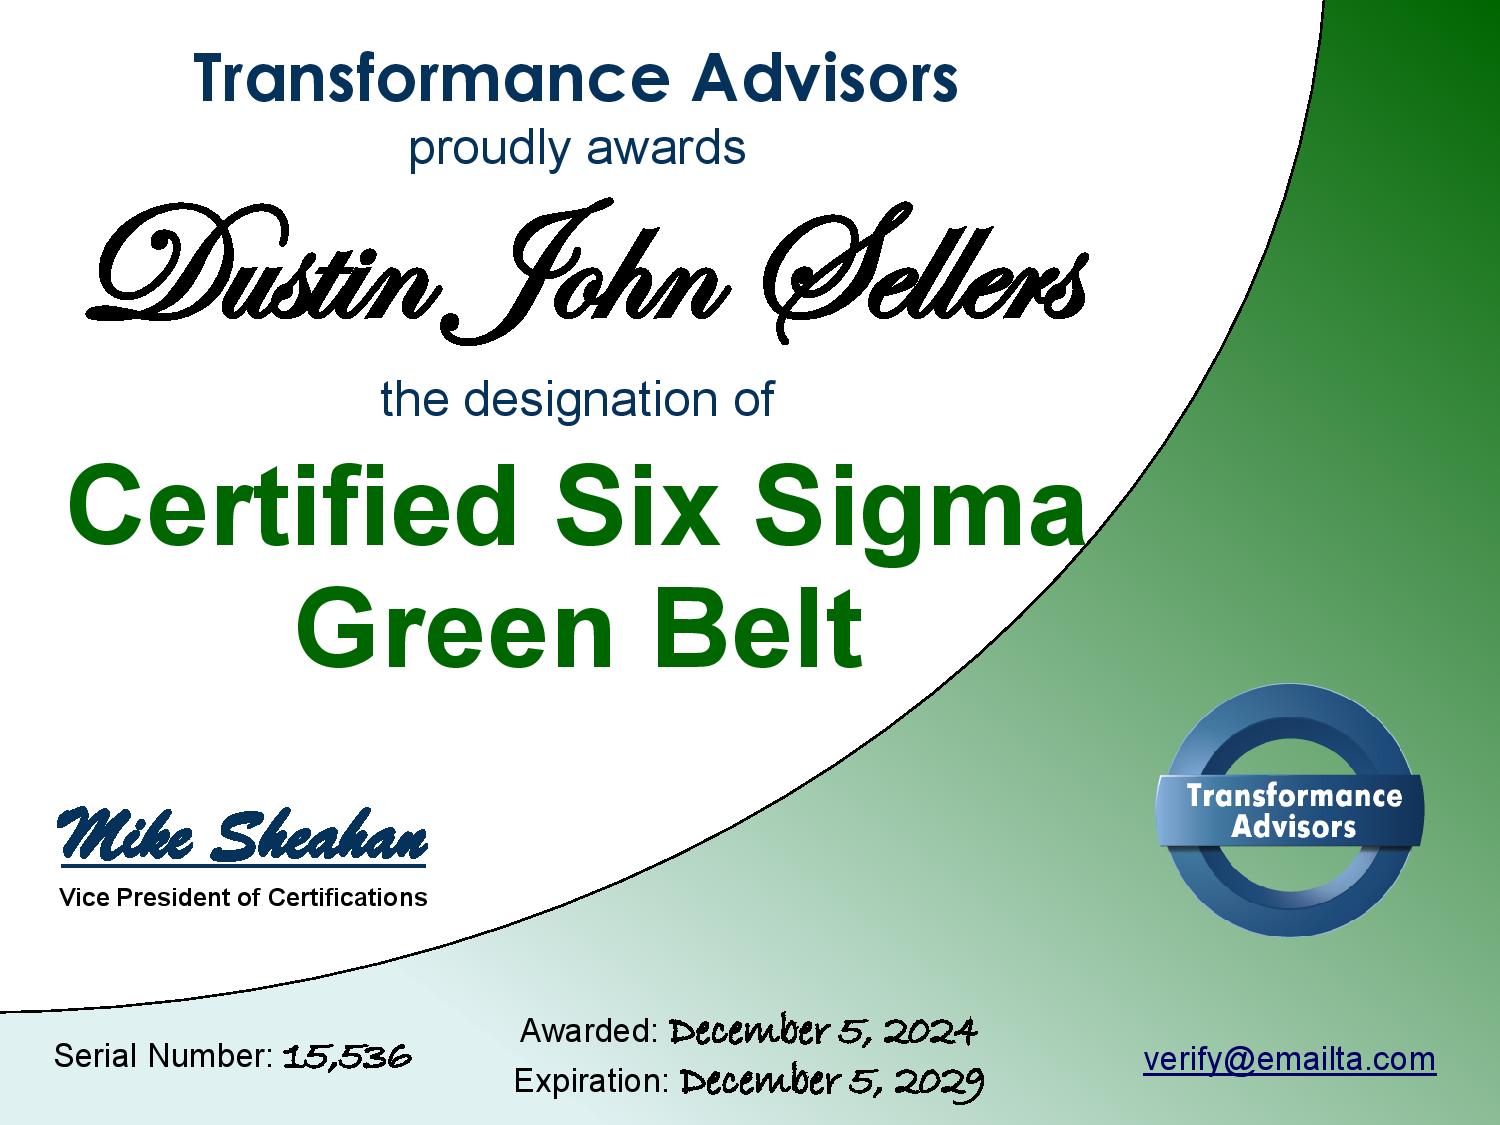 Transformance Advisors
proudly awards
Dustin John Sellers
the designation of
Certified Six Sigma
Green Belt
Mike Sheahan
Vice President of Certifications
Transformance
Advisors
Serial Number: 15,536
Awarded: December 5, 2024
Expiration: December 5, 2029
verify@emailta.com